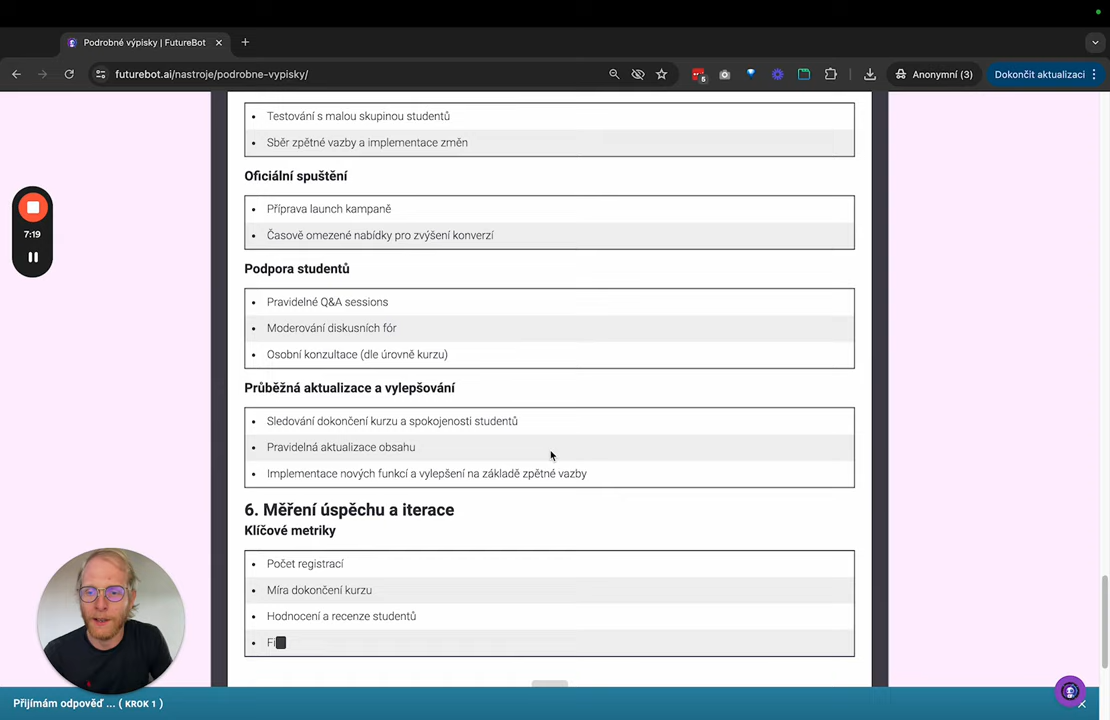 Podrobné výpisky | FutureBot
futurebot.ai/nastroje/podrobne-vypisky/
5
Anonymní (3)
Dokončit aktualizaci
• Testování s malou skupinou studentů
• Sběr zpětné vazby a implementace změn
Oficiální spuštění
• Příprava launch kampaně
• Časově omezené nabídky pro zvýšení konverzí
7:19
Podpora studentů
• Pravidelné Q&A sessions
• Moderování diskusních fór
• Osobní konzultace (dle úrovně kurzu)
Průběžná aktualizace a vylepšování
• Sledování dokončení kurzu a spokojenosti studentů
• Pravidelná aktualizace obsahu
• Implementace nových funkcí a vylepšení na základě zpětné vazby
6. Měření úspěchu a iterace
Klíčové metriky
• Počet registrací
• Míra dokončení kurzu
• Hodnocení a recenze studentů
• Fi
Přijímám odpověď ... ( KROK 1 )